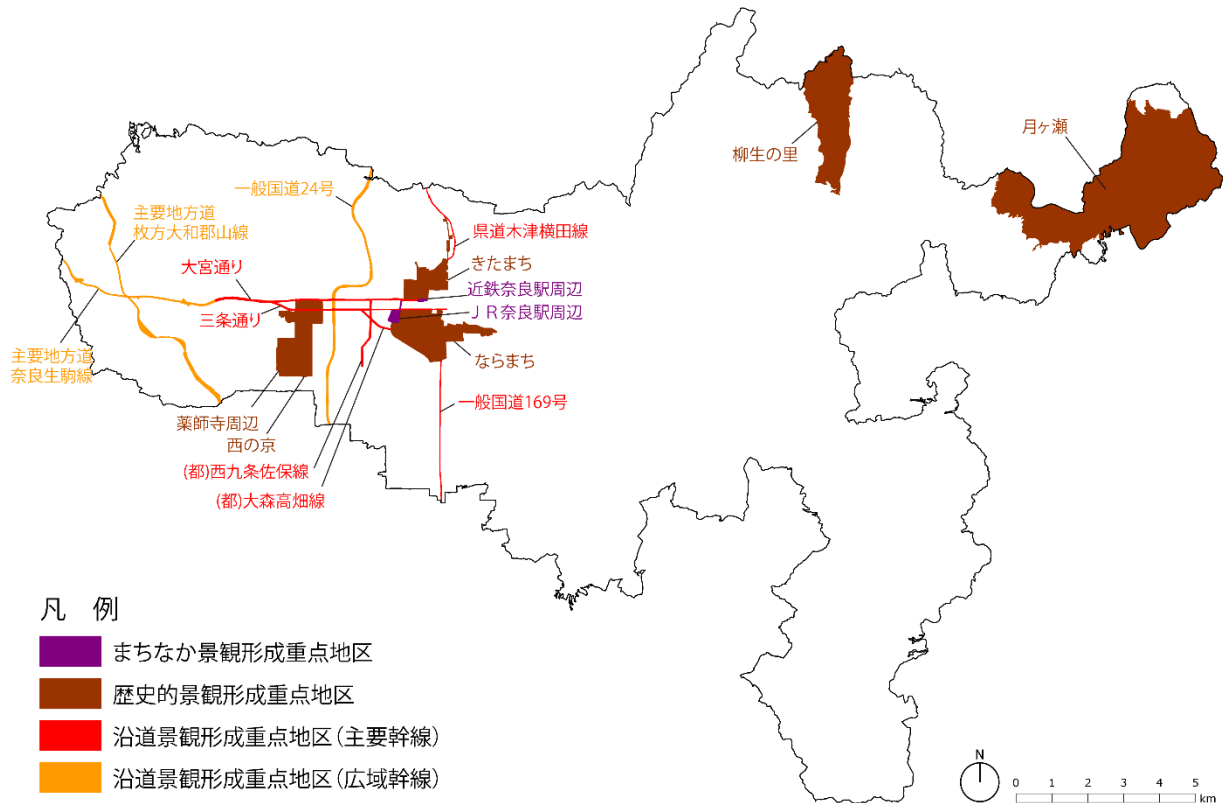 柳生の里
月ヶ瀬
一般国道24号
主要地方道
枚方大和郡山線
県道木津横田線
大宮通り
きたまち
近鉄奈良駅周辺
三条通り
ＪＲ奈良駅周辺
主要地方道
奈良生駒線
ならまち
一般国道169号
薬師寺周辺
西の京
(都)西九条佐保線
(都)大森高畑線
凡　例
まちなか景観形成重点地区
歴史的景観形成重点地区
沿道景観形成重点地区（主要幹線）
沿道景観形成重点地区（広域幹線）
N
0 1 2 3 4 5
km